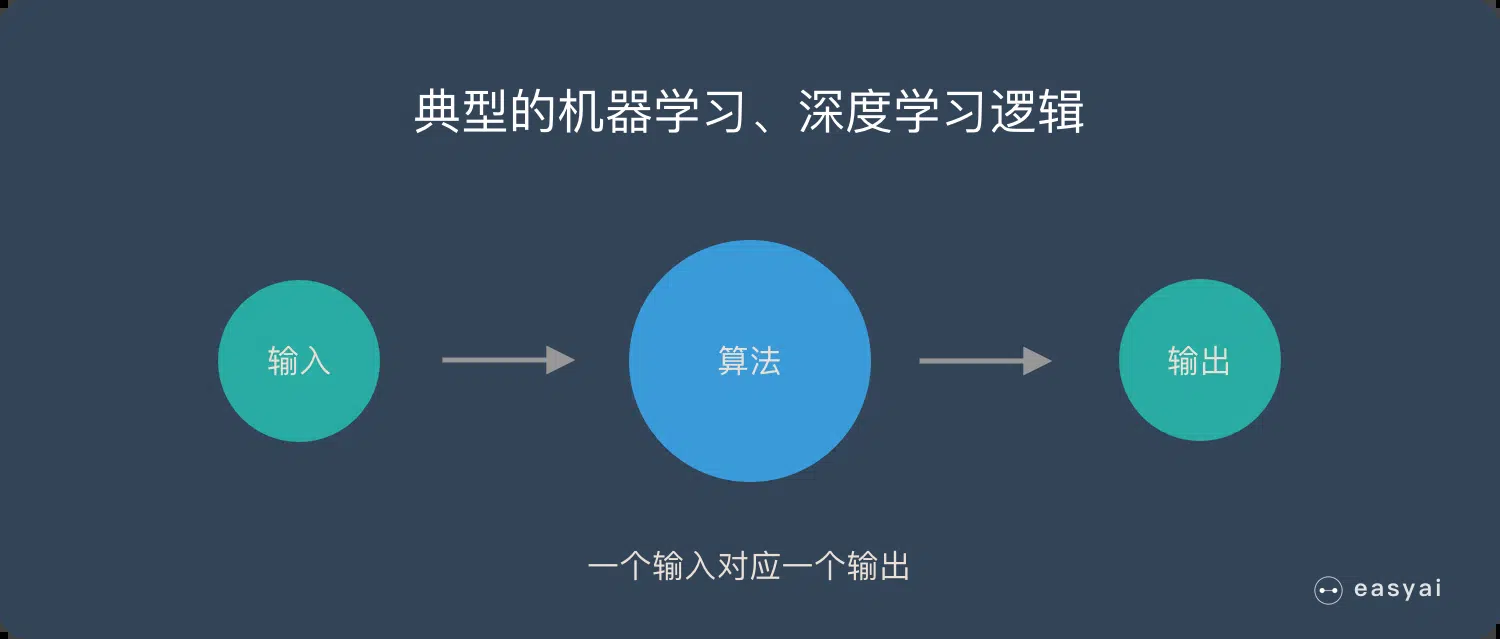 典型的机器学习、深度学习逻辑
输入
算法
输出
一个输入对应一个输出
easyai